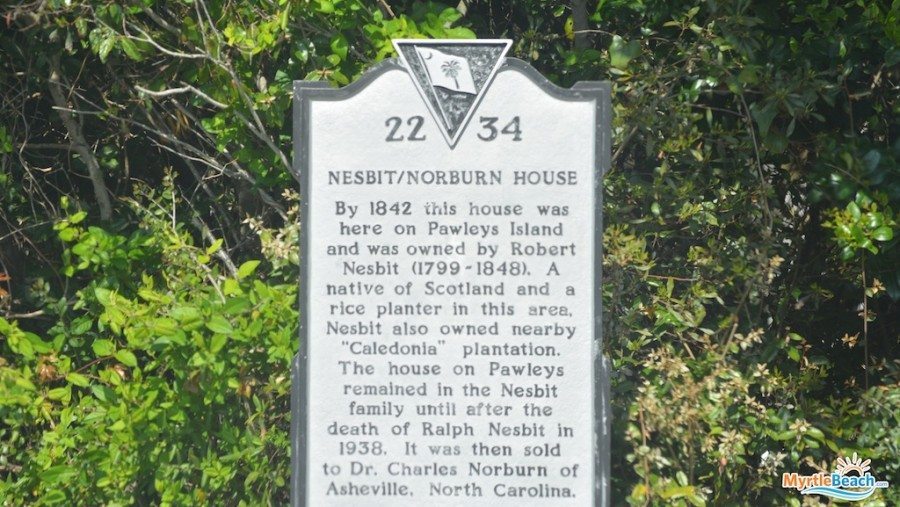 22 34
NESBIT/NORBURN HOUSE
By 1842 this house was
here on Pawleys Island
and was owned by Robert
Nesbit (1799-1848). A
native of Scotland and a
rice planter in this area,
Nesbit also owned nearby
"Caledonia" plantation.
The house on Pawleys
remained in the Nesbit
family until after the
death of Ralph Nesbit in
1938. It was then sold
to Dr. Charles Norburn of
Asheville, North Carolina.
MyrtleBeach.com